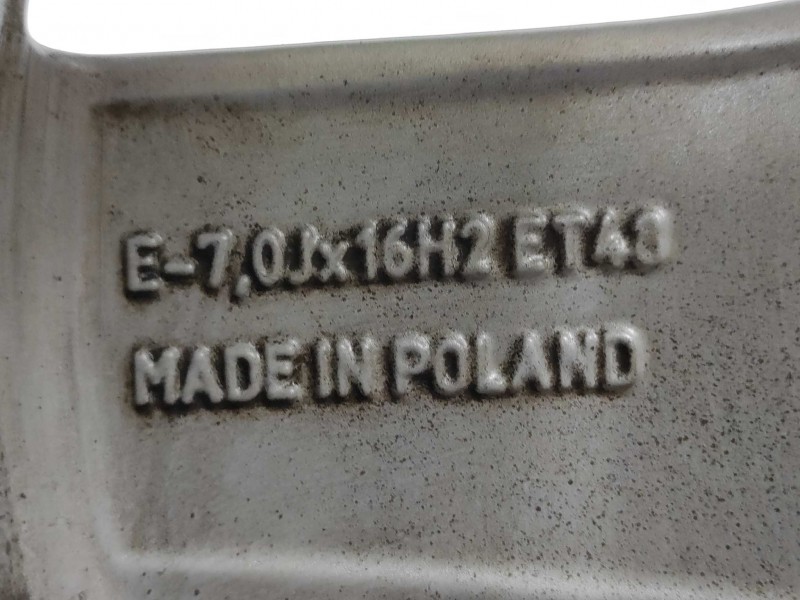 E-7,0Jx16H2 ET43
MADE IN POLAND